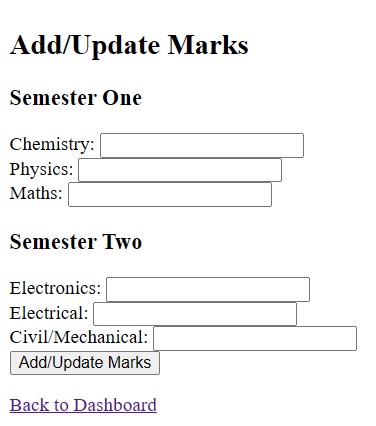 Add/Update Marks
Semester One
Chemistry:
Physics:
Maths:
Semester Two
Electronics:
Electrical:
Civil/Mechanical:
Add/Update Marks
Back to Dashboard